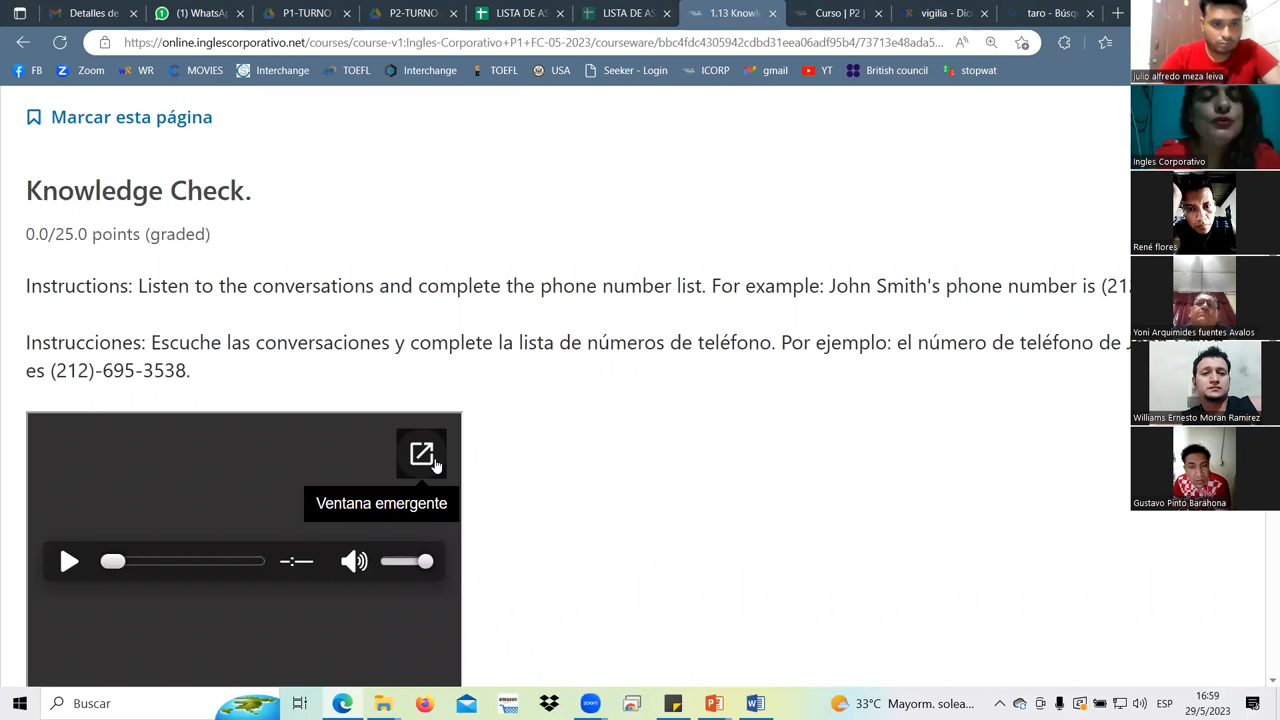 Detalles de
(1) WhatsAp
P1-TURNO
P2-TURNO
LISTA DE AS
LISTA DE AS
1.13 Knowl
Curso | P2
vigilia - Dic
taro - Búsq
https://online.inglescorporativo.net/courses/course-v1:Ingles-Corporativo+P1+FC-05-2023/courseware/bbc4fdc4305942cdbd31eea06adf95b4/73713e48ada5...
FB
Zoom
WR
MOVIES
Interchange
TOEFL
Interchange
TOEFL
USA
Seeker - Login
ICORP
gmail
YT
British council
stopwat
Marcar esta página
Knowledge Check.
0.0/25.0 points (graded)
Instructions: Listen to the conversations and complete the phone number list. For example: John Smith's phone number is (212
Instrucciones: Escuche las conversaciones y complete la lista de números de teléfono. Por ejemplo: el número de teléfono de
es (212)-695-3538.
Ventana emergente
-:--
julio alfredo meza leiva
Ingles Corporativo
René flores
Yoni Arquimides fuentes Avalos
Williams Ernesto Moran Ramirez
Gustavo Pinto Barahona
Buscar
33°C Mayorm. solea...
ESP
16:59
29/5/2023